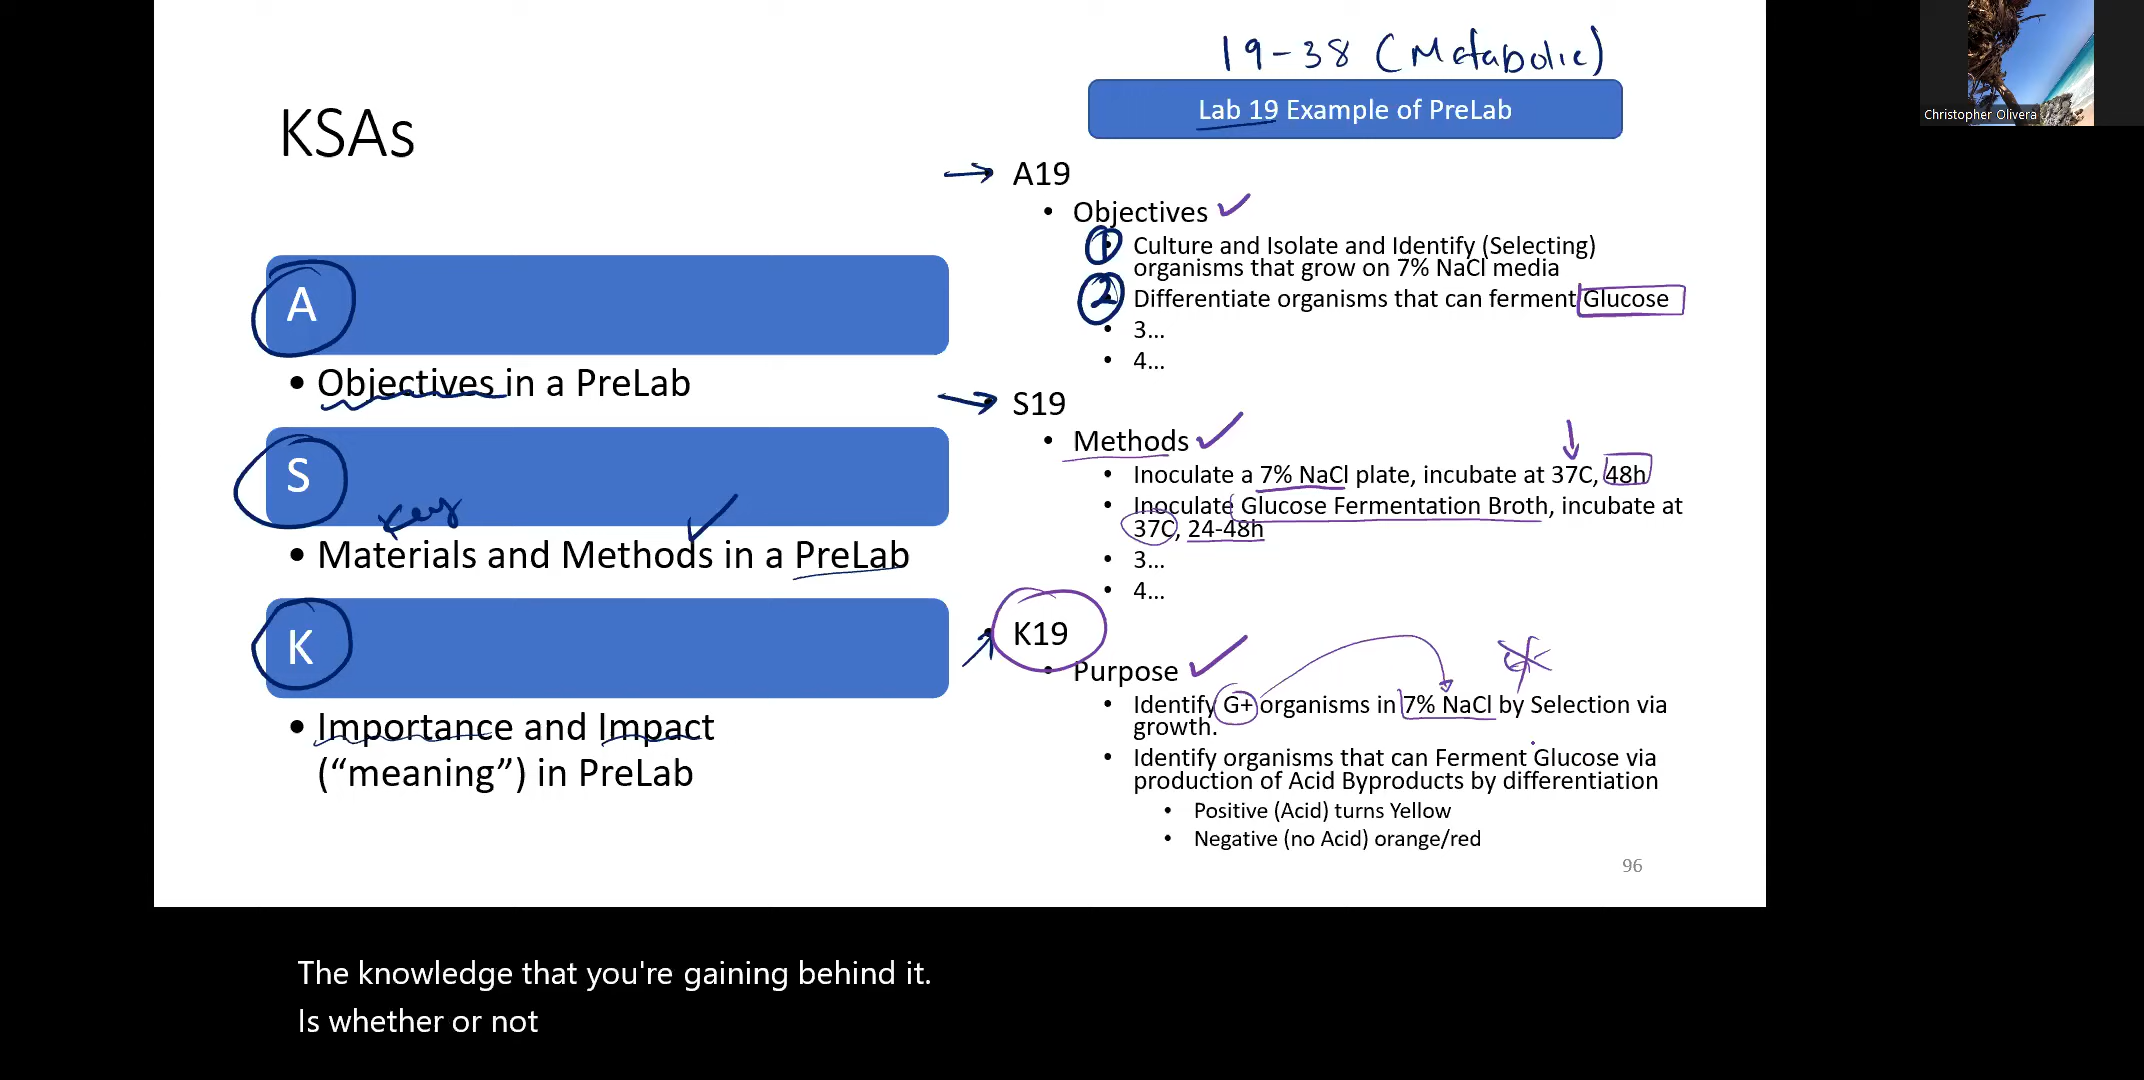 19-38 (Metabolic)
Lab 19 Example of PreLab
Christopher Olivera
KSAs
A
• Objectives in a PreLab
S
Key
• Materials and Methods in a PreLab
K
• Importance and Impact
(“meaning”) in PreLab
→ A19
• Objectives ✓
1 Culture and Isolate and Identify (Selecting)
organisms that grow on 7% NaCl media
2 Differentiate organisms that can ferment Glucose
• 3...
• 4...
→ S19
• Methods ✓
• Inoculate a 7% NaCl plate, incubate at 37C, 48h
• Inoculate Glucose Fermentation Broth, incubate at
37C, 24-48h
• 3...
• 4...
• K19
• Purpose ✓
• Identify G+ organisms in 7% NaCl by Selection via
growth.
• Identify organisms that can Ferment Glucose via
production of Acid Byproducts by differentiation
• Positive (Acid) turns Yellow
• Negative (no Acid) orange/red
96
The knowledge that you're gaining behind it.
Is whether or not